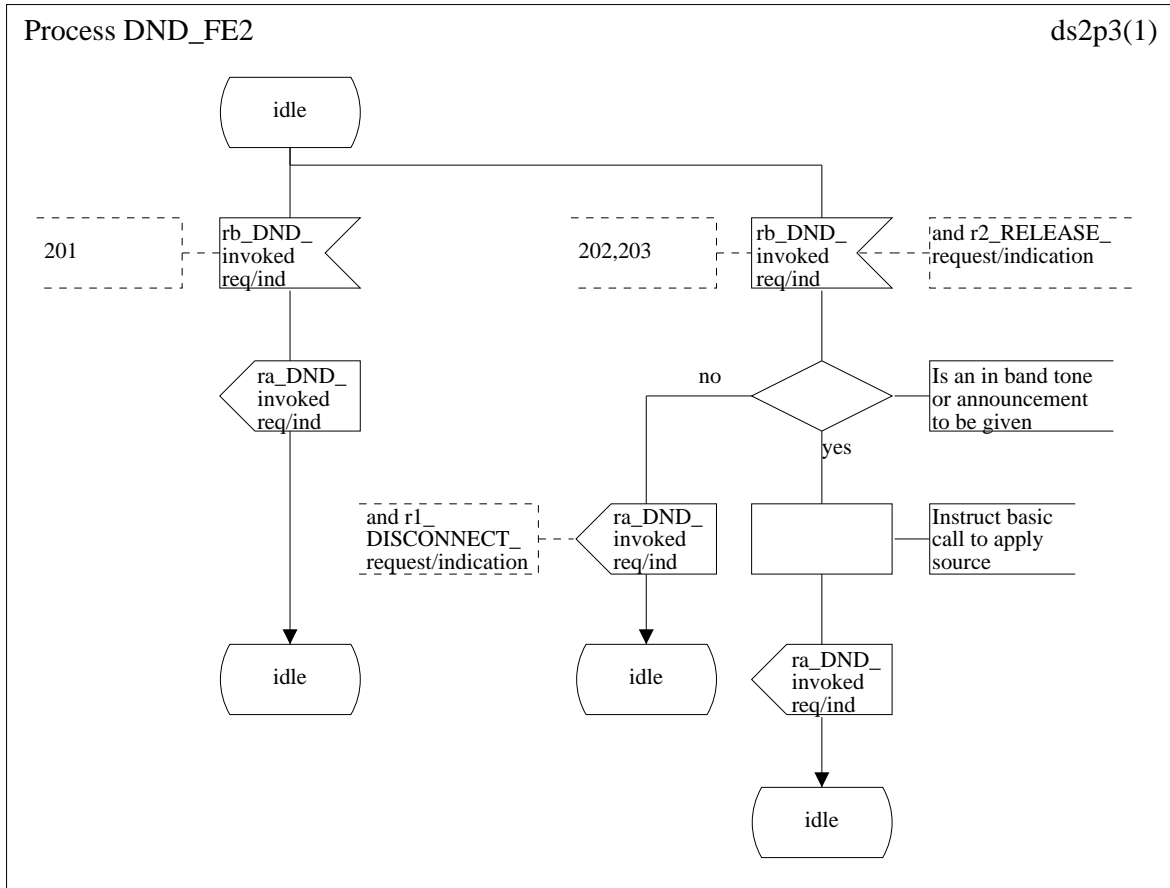 Process DND_FE2
ds2p3(1)
idle
201
rb_DND_
invoked
req/ind
202,203
rb_DND_
invoked
req/ind
and r2_RELEASE_
request/indication
ra_DND_
invoked
req/ind
no
yes
Is an in band tone
or announcement
to be given
and r1_
DISCONNECT_
request/indication
ra_DND_
invoked
req/ind
Instruct basic
call to apply
source
idle
idle
ra_DND_
invoked
req/ind
idle